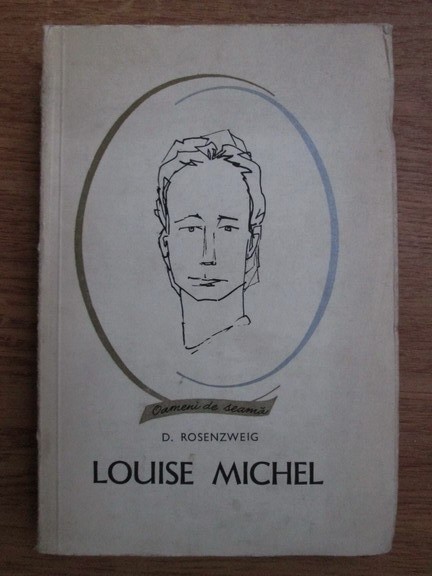 Oameni de seamă
D. ROSENZWEIG
LOUISE MICHEL